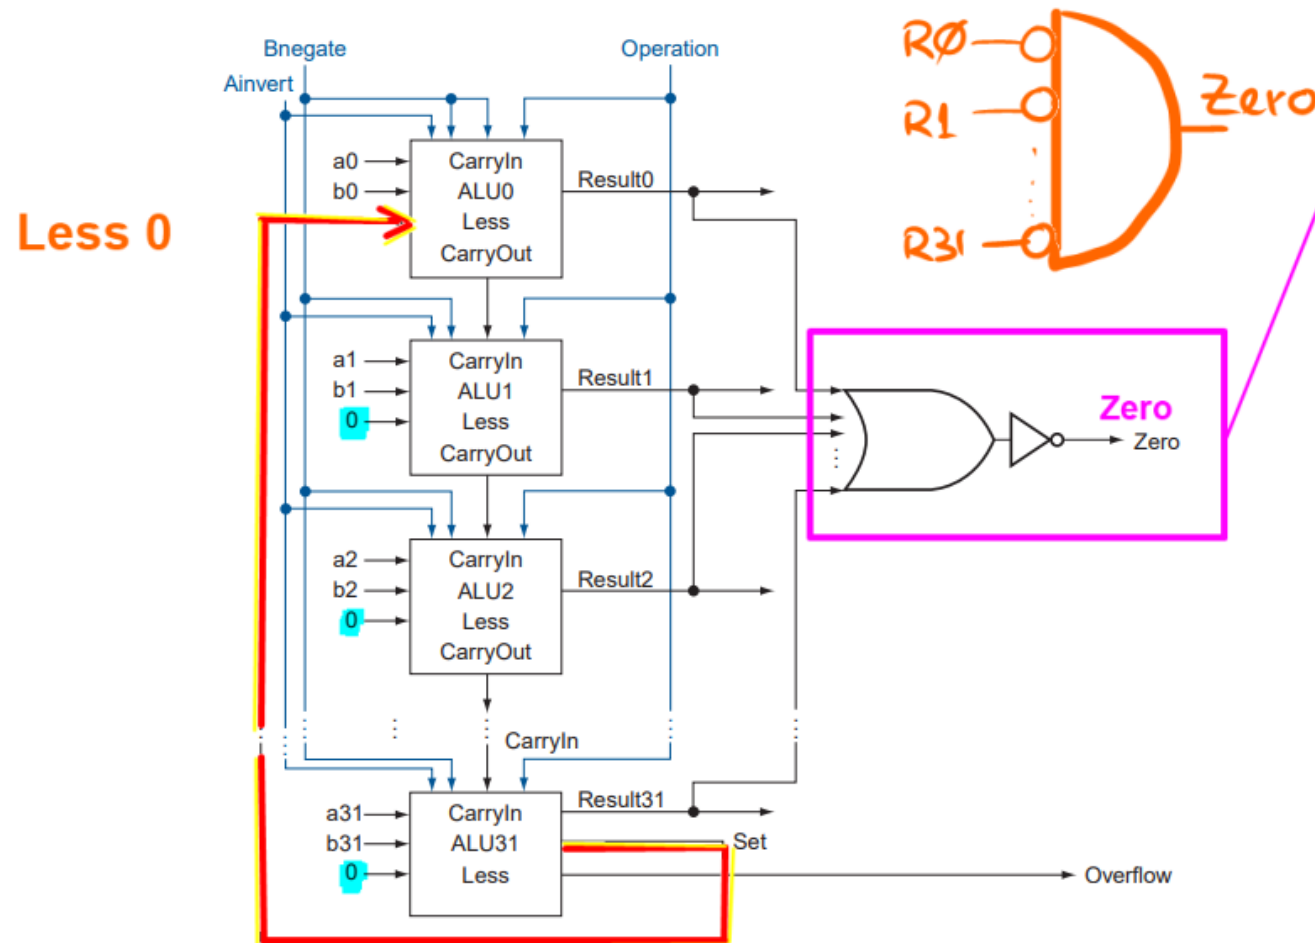 Bnegate
Operation
Ainvert
RØ
R1
R31
Zero
Less 0
a0
b0
CarryIn
ALU0
Less
CarryOut
Result0
a1
b1
0
CarryIn
ALU1
Less
CarryOut
Result1
Zero
Zero
a2
b2
0
CarryIn
ALU2
Less
CarryOut
Result2
CarryIn
a31
b31
0
CarryIn
ALU31
Less
Result31
Set
Overflow